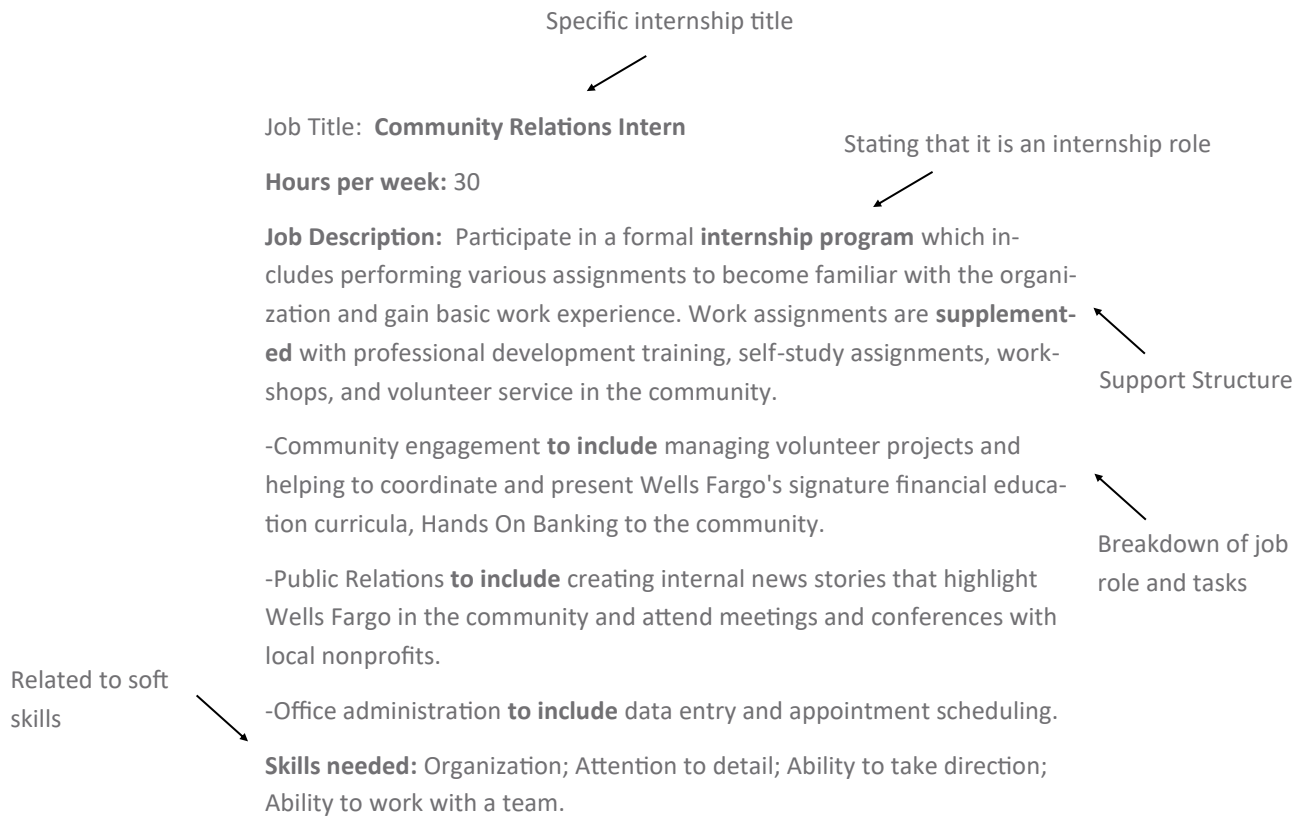 Specific internship title
Job Title: Community Relations Intern
Stating that it is an internship role
Hours per week: 30
Job Description: Participate in a formal internship program which in-
cludes performing various assignments to become familiar with the organi-
zation and gain basic work experience. Work assignments are supplement-
ed with professional development training, self-study assignments, work-
shops, and volunteer service in the community.
Support Structure
-Community engagement to include managing volunteer projects and
helping to coordinate and present Wells Fargo's signature financial educa-
tion curricula, Hands On Banking to the community.
Breakdown of job
role and tasks
-Public Relations to include creating internal news stories that highlight
Wells Fargo in the community and attend meetings and conferences with
local nonprofits.
Related to soft
skills
-Office administration to include data entry and appointment scheduling.
Skills needed: Organization; Attention to detail; Ability to take direction;
Ability to work with a team.